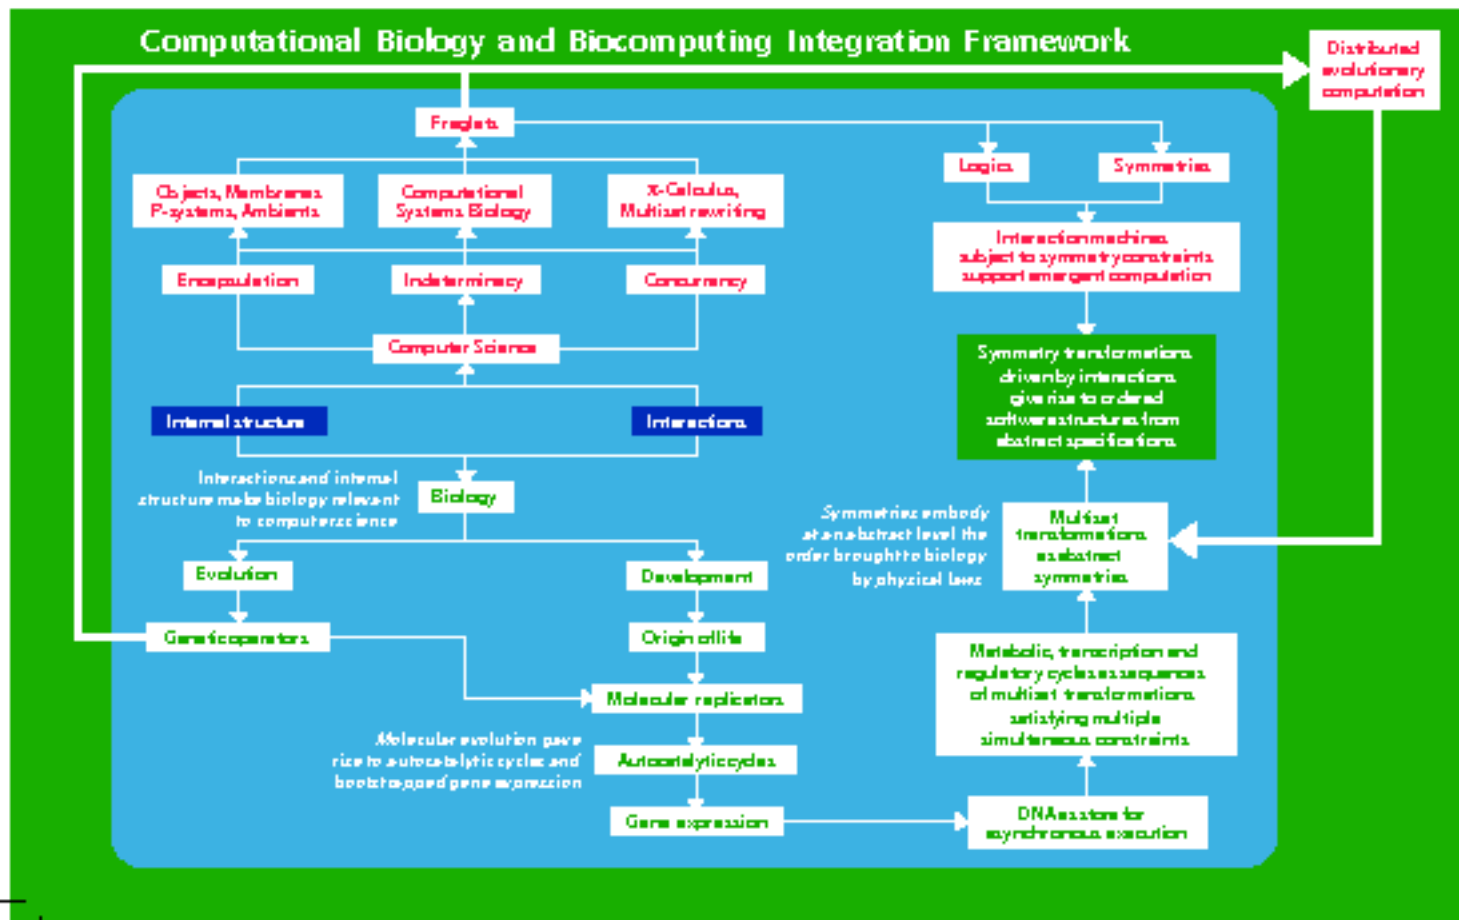 Computational Biology and Biocomputing Integration Framework
Distributed
evolutionary
computation
Fraglets
Logics
Symmetries
Objects, Membranes
P-systems, Ambients
Computational
Systems Biology
π-Calculus,
Multiset rewriting
Interaction machines
subject to symmetry constraints
support emergent computation
Encapsulation
Indeterminacy
Concurrency
Computer Science
Symmetry transformations
driven by interactions
give rise to ordered
software structures from
abstract specifications
Internal structure
Interactions
Interactions and internal
structure make biology relevant
to computer science
Biology
Symmetries embody
at an abstract level the
order brought to biology
by physical laws
Multiset
transformations
as abstract
symmetries
Evolution
Development
Genetic operators
Origin of life
Metabolic, transcription and
regulatory cycles as sequences
of multiset transformations
satisfying multiple
simultaneous constraints
Molecular replicators
Molecular evolution gave
rise to autocatalytic cycles and
bootstrapped gene expression
Autocatalytic cycles
Gene expression
DNA as store for
asynchronous execution